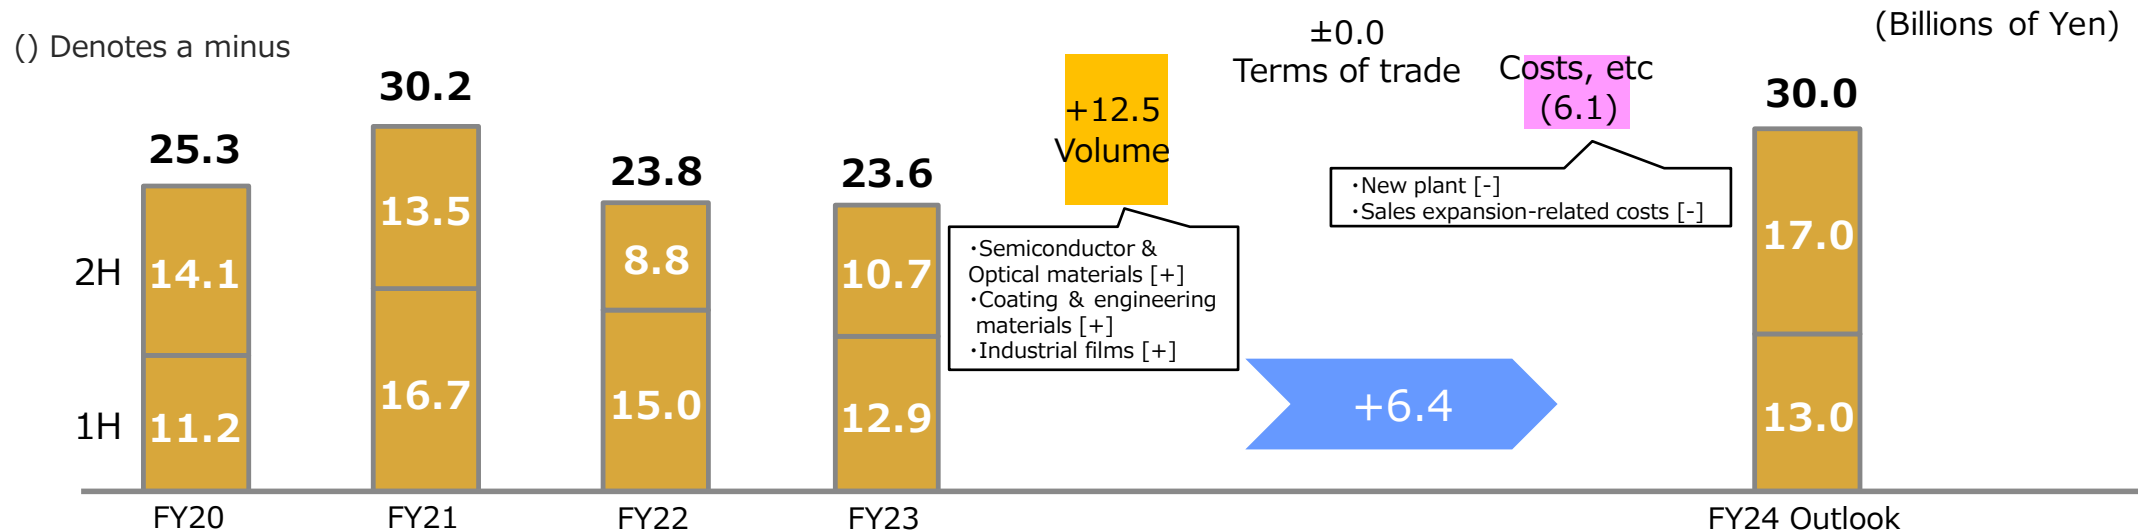 () Denotes a minus
(Billions of Yen)
25.3
30.2
23.8
23.6
+12.5
Volume
±0.0
Terms of trade
Costs, etc
(6.1)
30.0
・New plant [-]
・Sales expansion-related costs [-]
・Semiconductor &
Optical materials [+]
・Coating & engineering
materials [+]
・Industrial films [+]
2H
14.1
13.5
8.8
10.7
17.0
1H
11.2
16.7
15.0
12.9
+6.4
13.0
FY20
FY21
FY22
FY23
FY24 Outlook